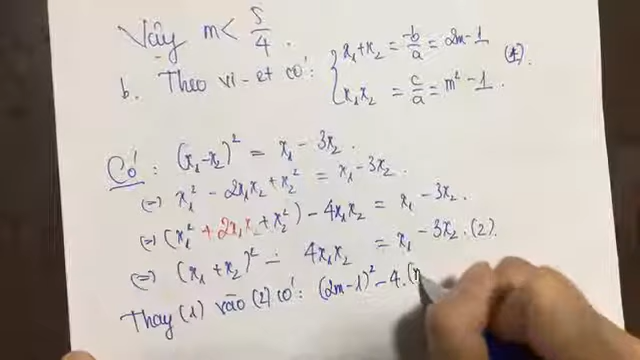 Vậy m < 5/4.
b. Theo vi-et có: { x₁+x₂ = -b/a = 2m-1
x₁x₂ = c/a = m² - 1. (1).
Có: (x₁-x₂)² = x₁ - 3x₂.
(=) x₁² - 2x₁x₂ + x₂² = x₁ - 3x₂.
(=) (x₁² + 2x₁x₂ + x₂²) - 4x₁x₂ = x₁ - 3x₂.
(=) (x₁ + x₂)² - 4x₁x₂ = x₁ - 3x₂. (2).
Thay (1) vào (2) có: (2m-1)² - 4.(